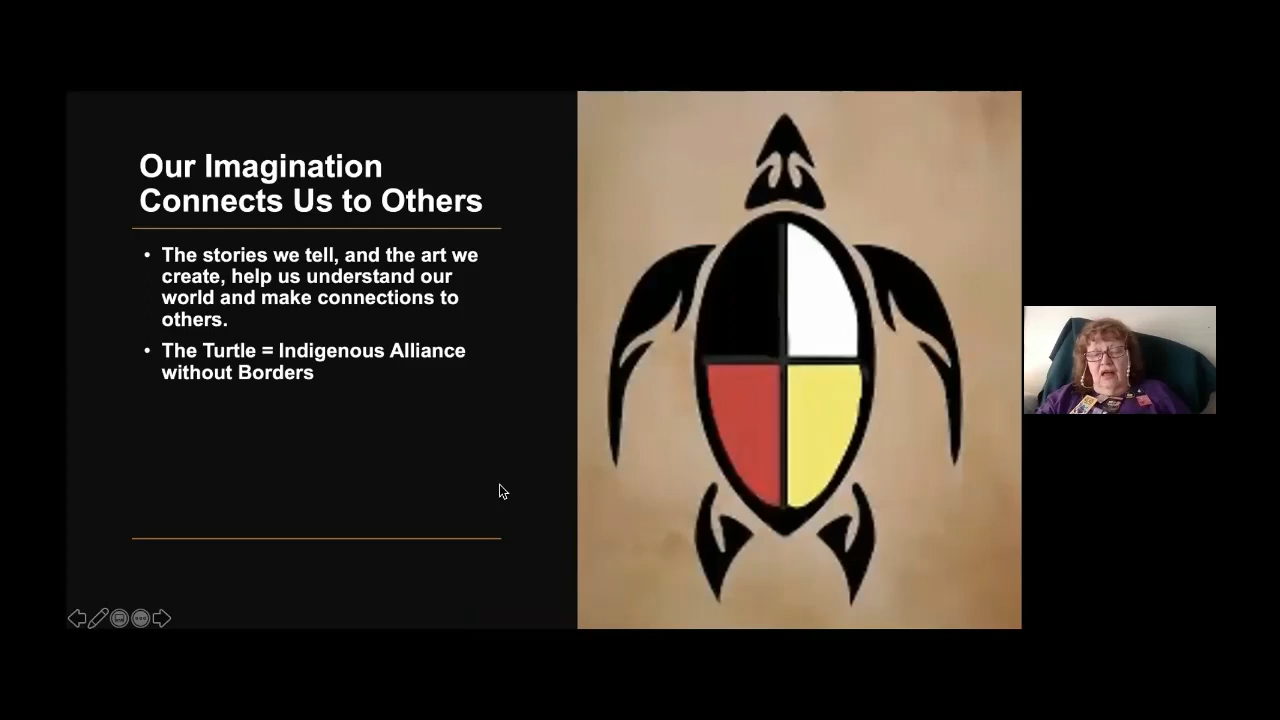 Our Imagination
Connects Us to Others
• The stories we tell, and the art we
create, help us understand our
world and make connections to
others.
• The Turtle = Indigenous Alliance
without Borders